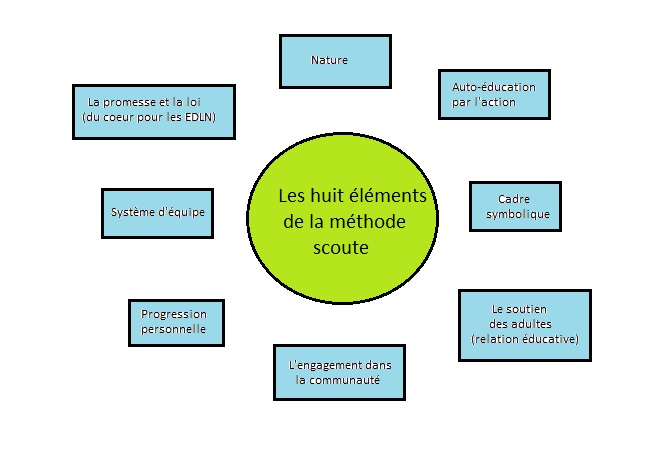 Nature
Auto-éducation
par l'action
La promesse et la loi
(du coeur pour les EDLN)
Les huit éléments
de la méthode
scoute
Système d'équipe
Cadre
symbolique
Progression
personnelle
Le soutien
des adultes
(relation éducative)
L'engagement dans
la communauté